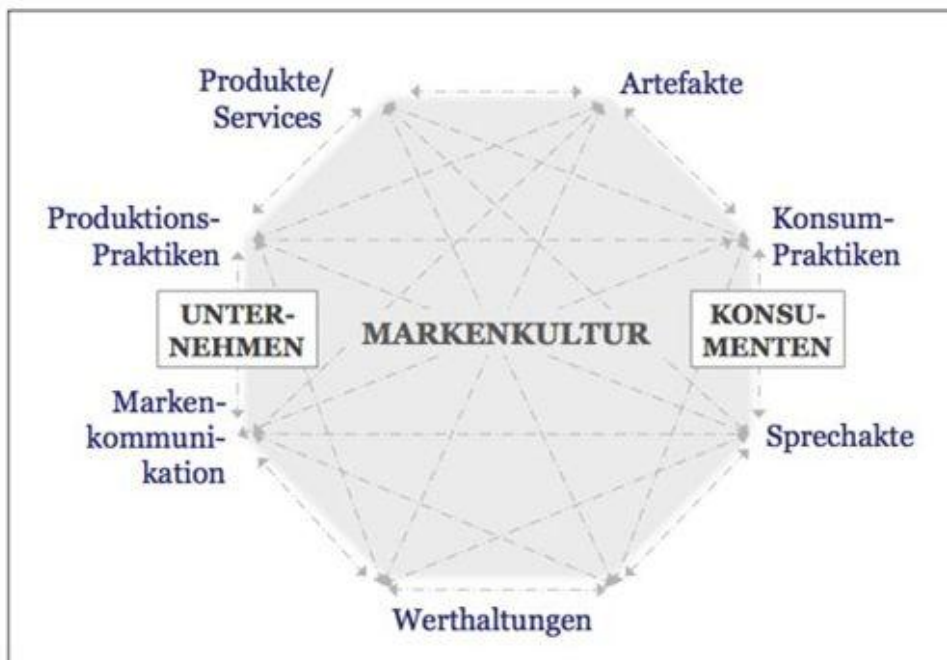 Produkte/
Services
Artefakte
Produktions-
Praktiken
Konsum-
Praktiken
UNTER-
NEHMEN
MARKENKULTUR
KONSU-
MENTEN
Marken-
kommuni-
kation
Sprechakte
Werthaltungen